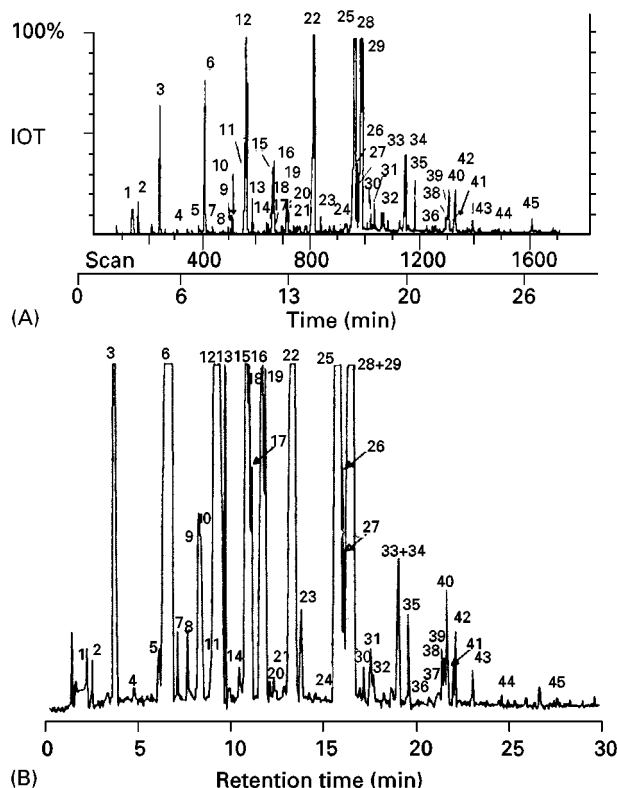 100%
IOT
1 2 3 4 5 6 7 8 9 10 11 12 13 14 15 16 17 18 19 20 21 22 23 24 25 26 27 28 29 30 31 32 33 34 35 36 38 39 40 41 42 43 44 45
Scan 400 800 1200 1600
0 6 13 20 26
(A) Time (min)
1 2 3 4 5 6 7 8 9 0 11 12 13 14 15 16 17 18 19 20 21 22 23 24 25 26 27 28+29 30 31 32 33+34 35 36 37 38 39 40 41 42 43 44 45
0 5 10 15 20 25 30
(B) Retention time (min)